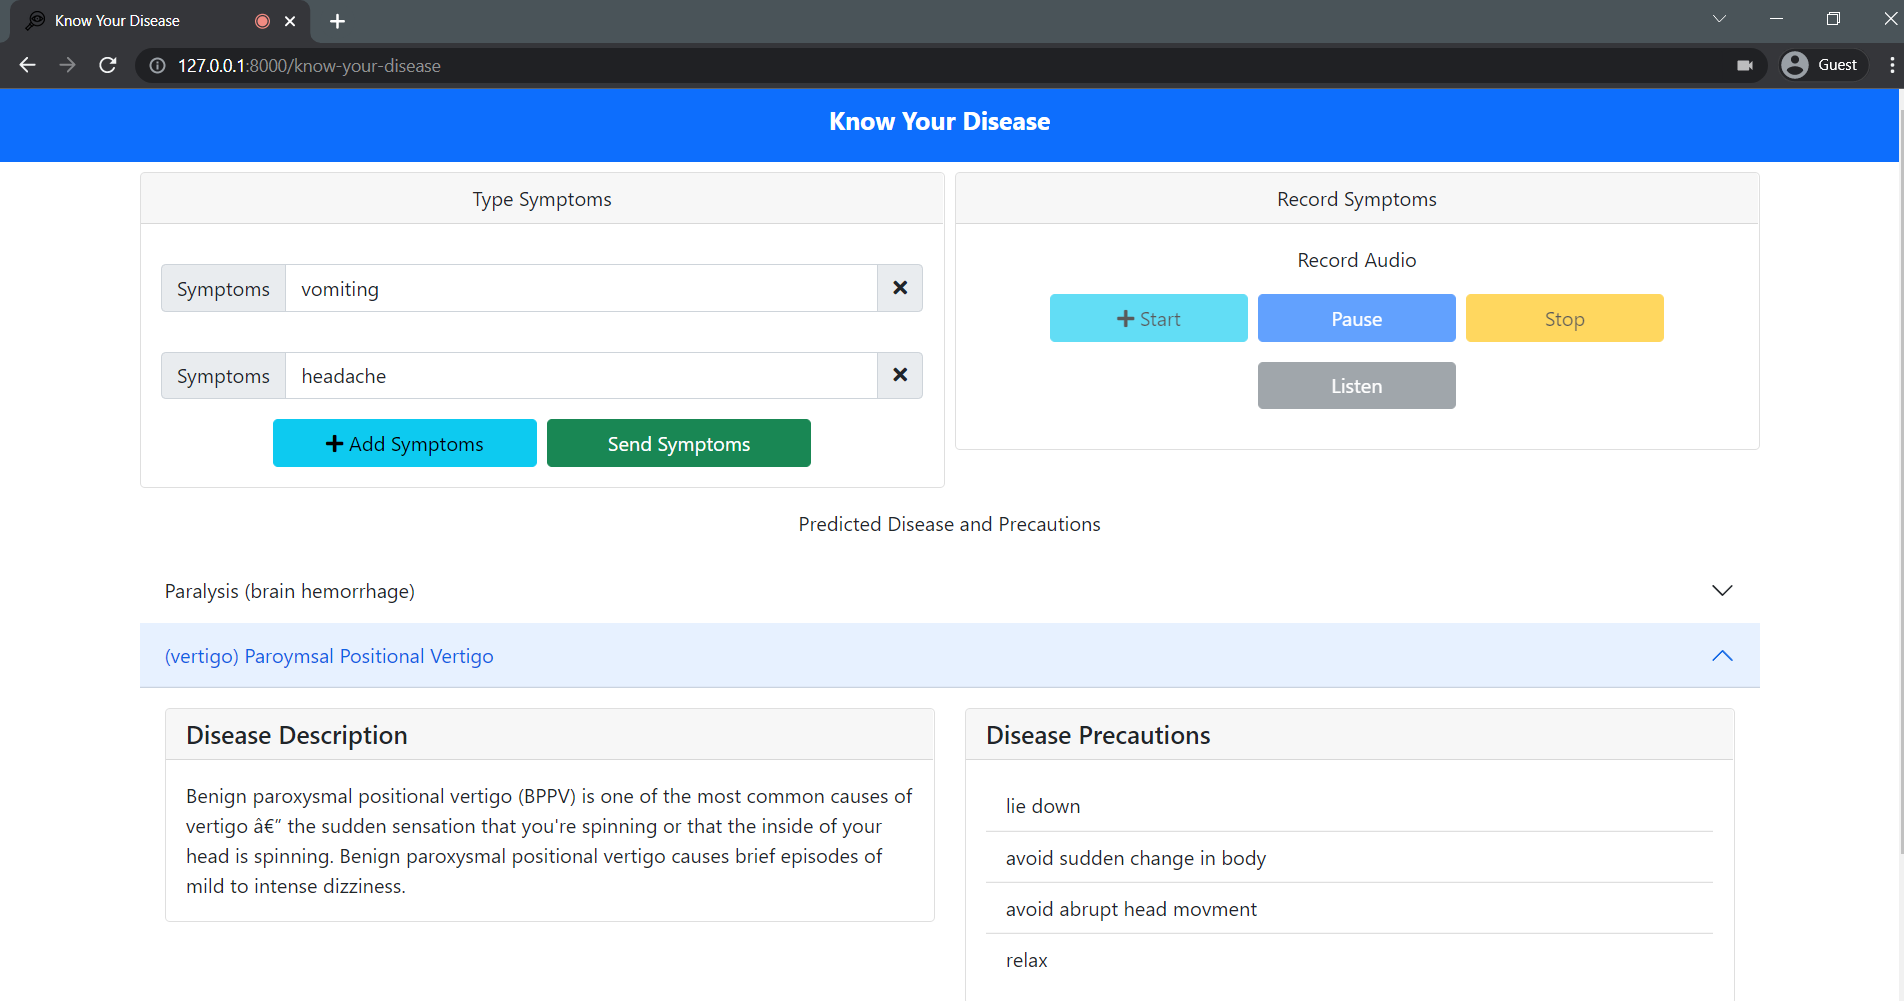 Know Your Disease
127.0.0.1:8000/know-your-disease
Guest
Know Your Disease
Type Symptoms
Symptoms vomiting
Symptoms headache
Add Symptoms Send Symptoms
Record Symptoms
Record Audio
Start Pause Stop
Listen
Predicted Disease and Precautions
Paralysis (brain hemorrhage)
(vertigo) Paroymsal Positional Vertigo
Disease Description
Benign paroxysmal positional vertigo (BPPV) is one of the most common causes of
vertigo â€” the sudden sensation that you're spinning or that the inside of your
head is spinning. Benign paroxysmal positional vertigo causes brief episodes of
mild to intense dizziness.
Disease Precautions
lie down
avoid sudden change in body
avoid abrupt head movment
relax